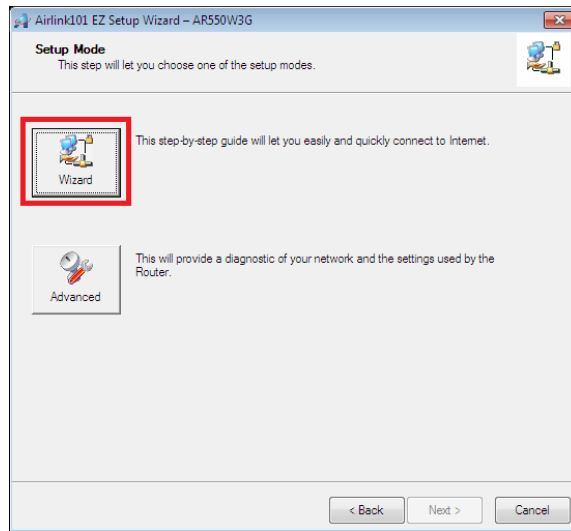 Airlink101 EZ Setup Wizard – AR550W3G
Setup Mode
This step will let you choose one of the setup modes.
Wizard
This step-by-step guide will let you easily and quickly connect to Internet.
Advanced
This will provide a diagnostic of your network and the settings used by the
Router.
< Back
Next >
Cancel